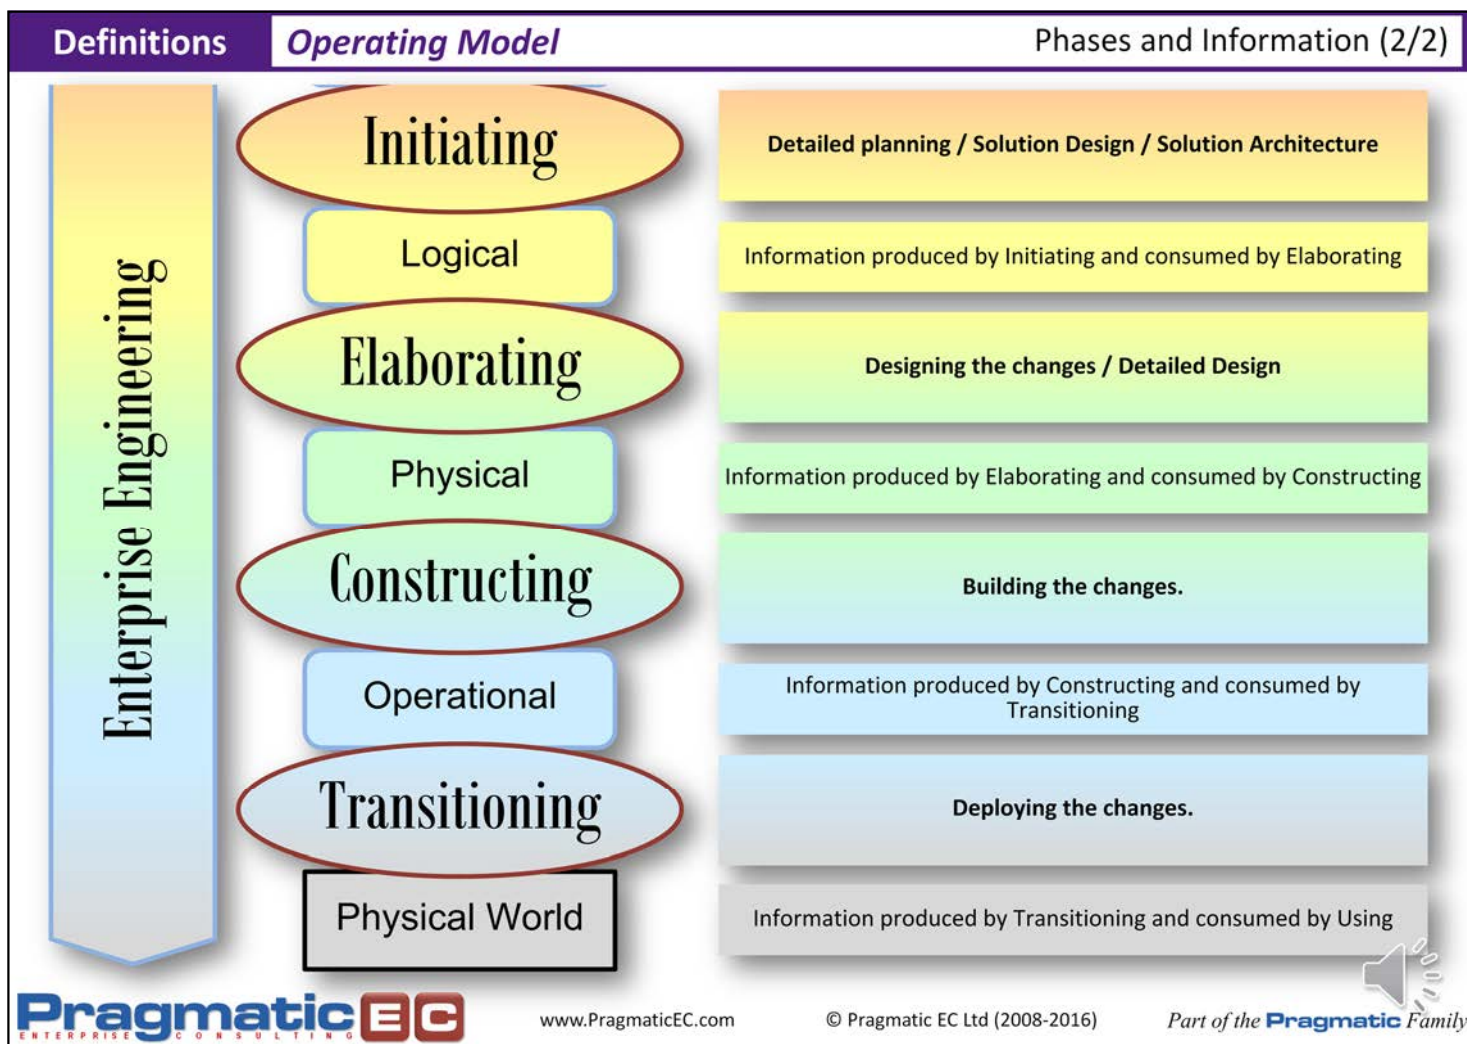 Definitions
Operating Model
Phases and Information (2/2)
Enterprise Engineering
Initiating
Detailed planning / Solution Design / Solution Architecture
Logical
Information produced by Initiating and consumed by Elaborating
Elaborating
Designing the changes / Detailed Design
Physical
Information produced by Elaborating and consumed by Constructing
Constructing
Building the changes.
Operational
Information produced by Constructing and consumed by
Transitioning
Transitioning
Deploying the changes.
Physical World
Information produced by Transitioning and consumed by Using
Pragmatic EC
ENTERPRISE CONSULTING
www.PragmaticEC.com
© Pragmatic EC Ltd (2008-2016)
Part of the Pragmatic Family